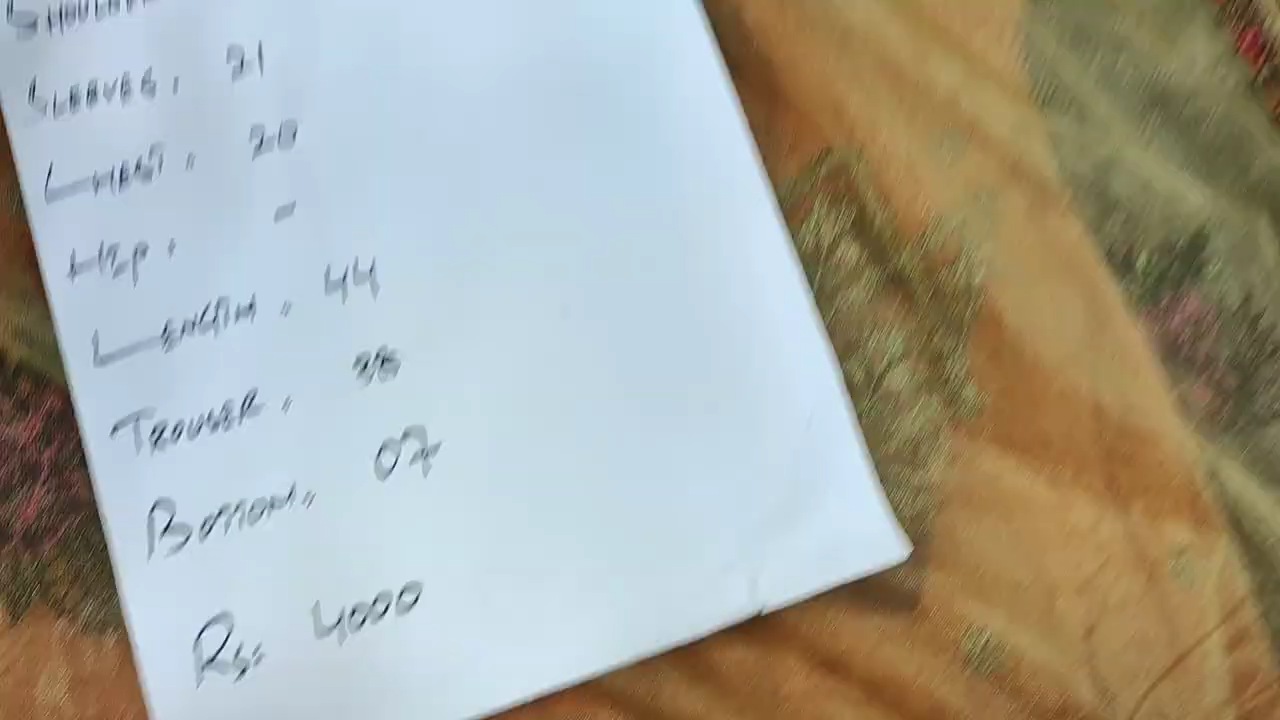 SLEEVES: 21
CHEST: 20
HIP: -
LENGTH: 44
TROUSER: 38
BOTTOM: 07
Rs: 4000